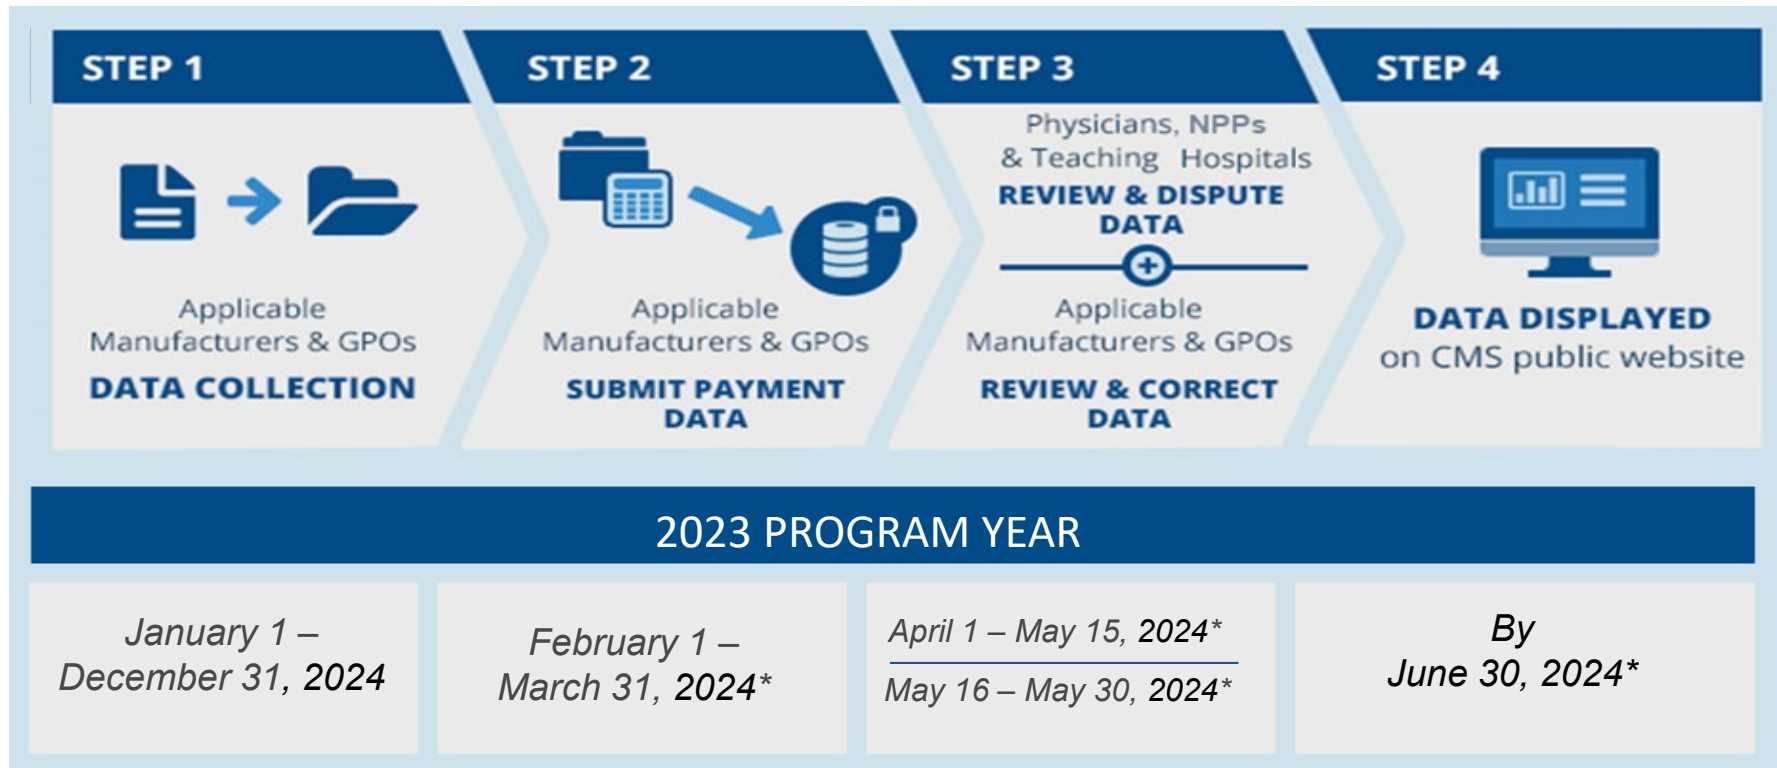 STEP 1
Applicable
Manufacturers & GPOs
DATA COLLECTION
STEP 2
Applicable
Manufacturers & GPOs
SUBMIT PAYMENT
DATA
STEP 3
Physicians, NPPs
& Teaching Hospitals
REVIEW & DISPUTE
DATA
Applicable
Manufacturers & GPOs
REVIEW & CORRECT
DATA
STEP 4
DATA DISPLAYED
on CMS public website
2023 PROGRAM YEAR
January 1 –
December 31, 2024
February 1 –
March 31, 2024*
April 1 – May 15, 2024*
May 16 – May 30, 2024*
By
June 30, 2024*